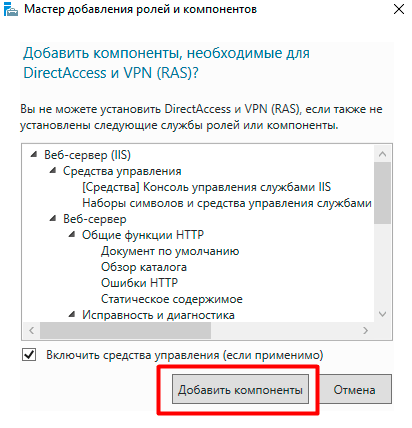 Мастер добавления ролей и компонентов
Добавить компоненты, необходимые для
DirectAccess и VPN (RAS)?
Вы не можете установить DirectAccess и VPN (RAS), если также не
установлены следующие службы ролей или компоненты.
Веб-сервер (IIS)
Средства управления
[Средства] Консоль управления службами IIS
Наборы символов и средства управления службами
Веб-сервер
Общие функции HTTP
Документ по умолчанию
Обзор каталога
Ошибки HTTP
Статическое содержимое
Исправность и диагностика
Включить средства управления (если применимо)
Добавить компоненты
Отмена